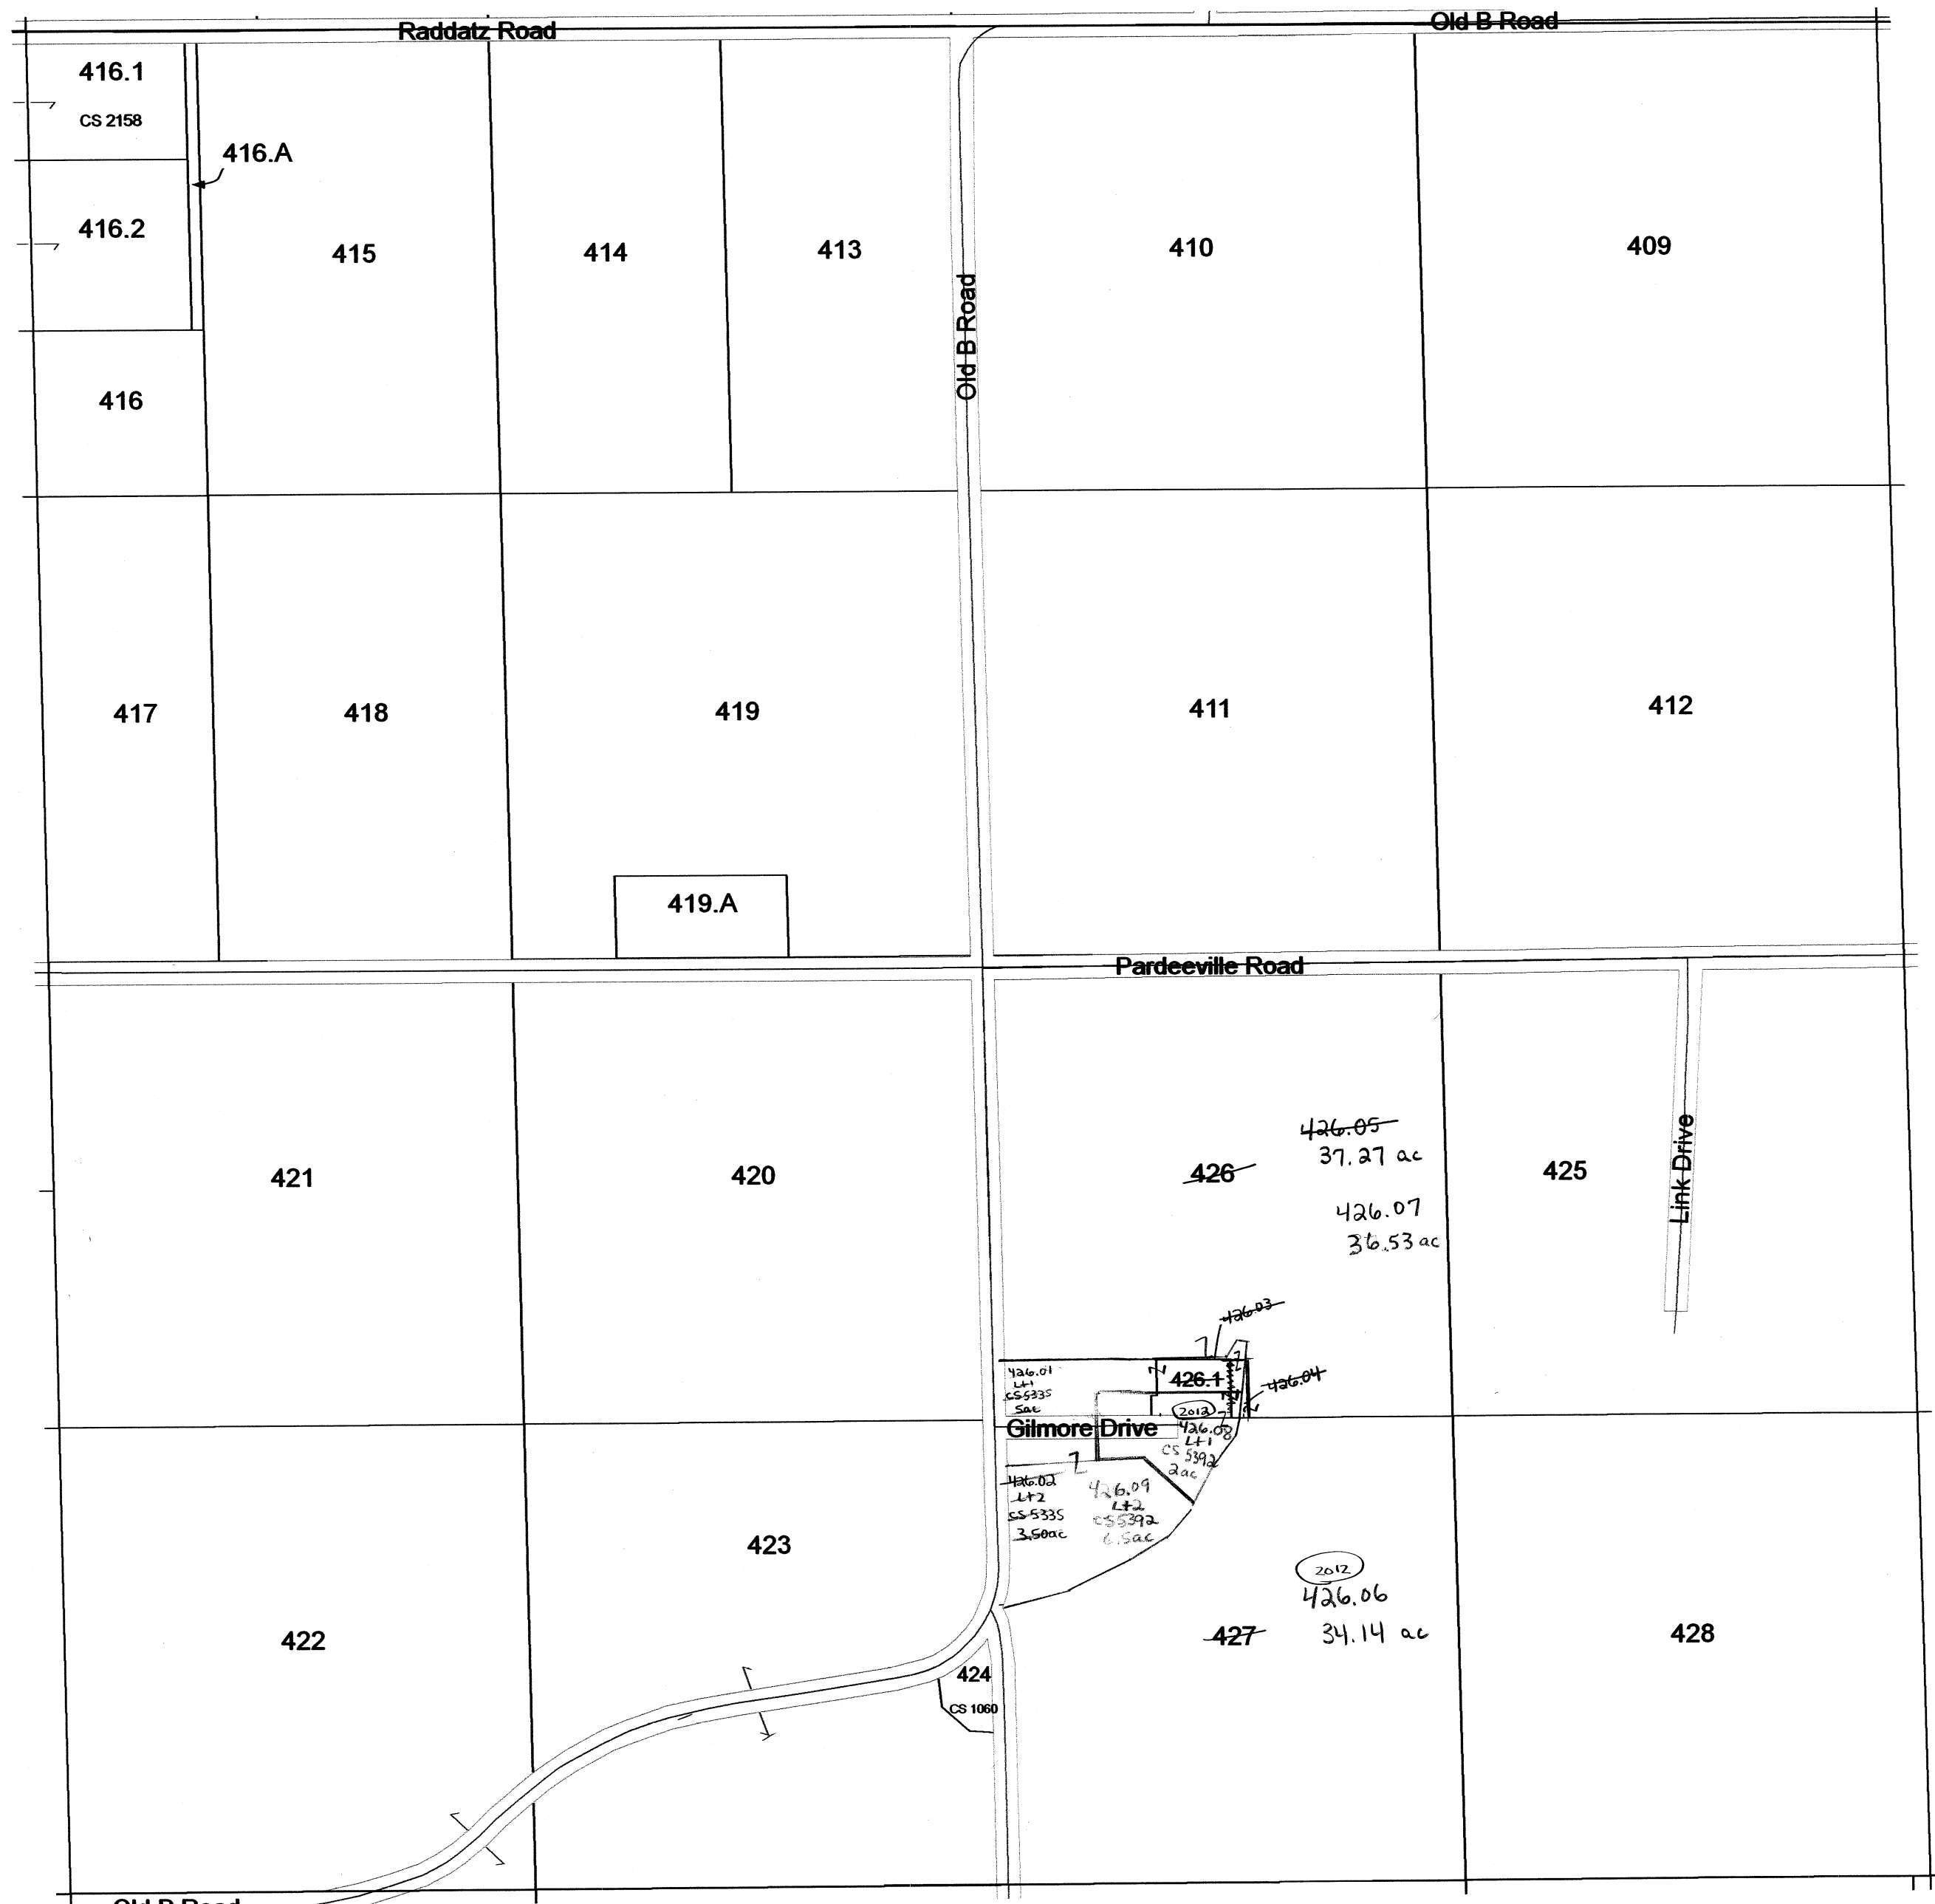 Raddatz Road
Old B Road
416.1
CS 2158
416.A
416.2
415
414
413
410
409
Old B Road
416
417
418
419
411
412
419.A
Pardeeville Road
421
420
426
426.05
37.27 ac
426.07
36.53 ac
425
Link Drive
426.03
426.01
Lt1
CS5335
5ac
426.1
426.04
2012
Gilmore Drive
426.08
Lt1
CS 5392
2ac
426.02
Lt2
CS5335
3.50ac
426.09
Lt2
CS5392
6.5ac
423
2012
426.06
34.14 ac
422
427
428
424
CS 1060
Old B Road